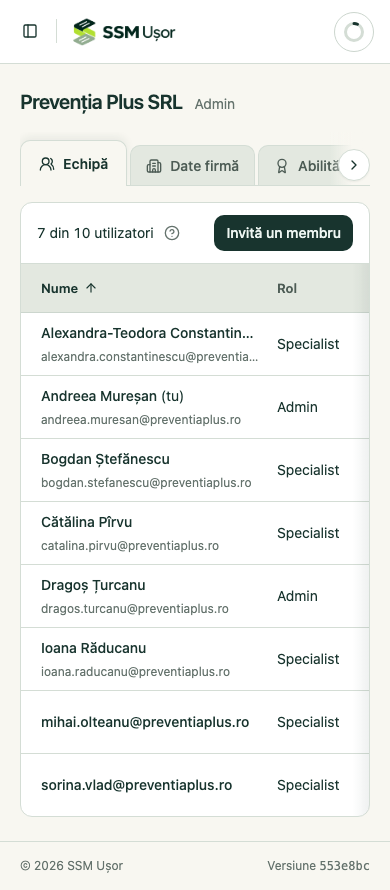 SSM Ușor
Prevenția Plus SRL Admin
Echipă Date firmă
7 din 10 utilizatori Invită un membru
Nume Rol
Alexandra-Teodora Constantin...
alexandra.constantinescu@preventia...
Specialist
Andreea Mureșan (tu)
andreea.muresan@preventiaplus.ro
Admin
Bogdan Ștefănescu
bogdan.stefanescu@preventiaplus.ro
Specialist
Cătălina Pîrvu
catalina.pirvu@preventiaplus.ro
Specialist
Dragoș Țurcanu
dragos.turcanu@preventiaplus.ro
Admin
Ioana Răducanu
ioana.raducanu@preventiaplus.ro
Specialist
mihai.olteanu@preventiaplus.ro Specialist
sorina.vlad@preventiaplus.ro Specialist
© 2026 SSM Ușor Versiune 553e8bc